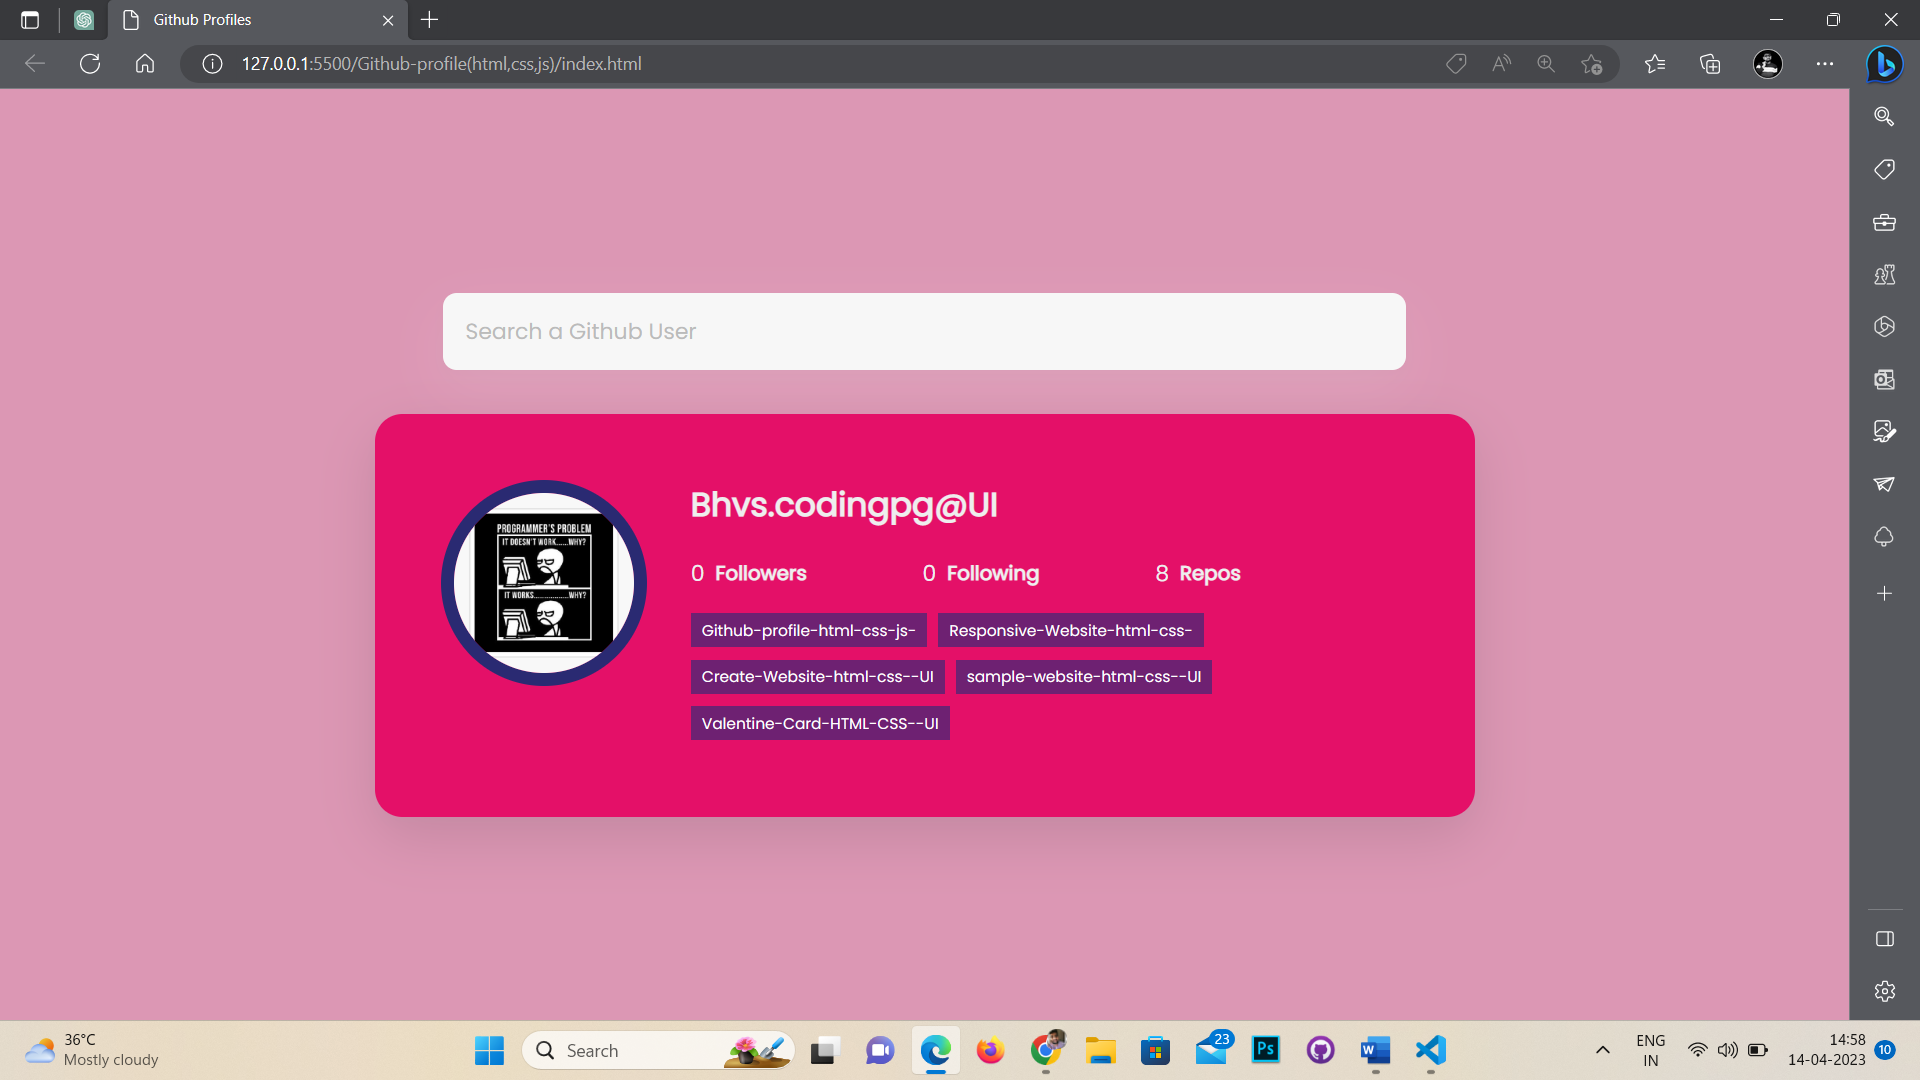 Github Profiles
127.0.0.1:5500/Github-profile(html,css,js)/index.html
Search a Github User
Bhvs.codingpg@UI
0 Followers 0 Following 8 Repos
PROGRAMMER'S PROBLEM
IT DOESN'T WORK......WHY?
IT WORKS.................WHY?
Github-profile-html-css-js- Responsive-Website-html-css-
Create-Website-html-css--UI sample-website-html-css--UI
Valentine-Card-HTML-CSS--UI
36°C
Mostly cloudy
Search
23
Ps
W
ENG
IN
14:58
14-04-2023
10